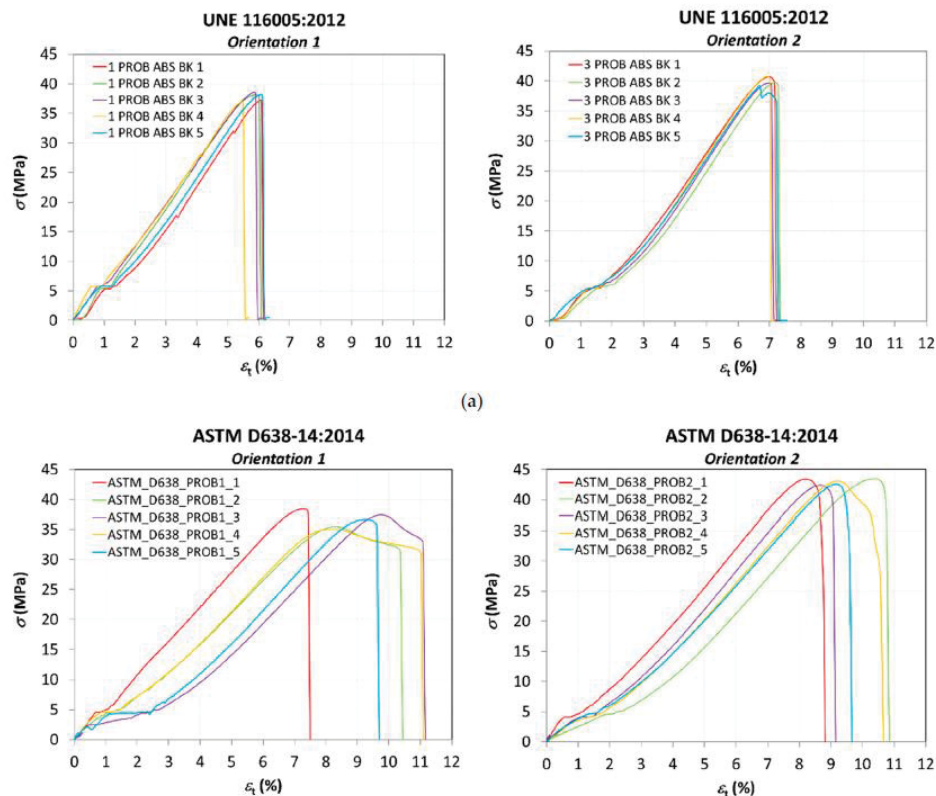 UNE 116005:2012
Orientation 1
45
40
35
30
25
20
15
10
5
0
σ (MPa)
1 PROB ABS BK 1
1 PROB ABS BK 2
1 PROB ABS BK 3
1 PROB ABS BK 4
1 PROB ABS BK 5
0 1 2 3 4 5 6 7 8 9 10 11 12
εt (%)
UNE 116005:2012
Orientation 2
45
40
35
30
25
20
15
10
5
0
σ (MPa)
3 PROB ABS BK 1
3 PROB ABS BK 2
3 PROB ABS BK 3
3 PROB ABS BK 4
3 PROB ABS BK 5
0 1 2 3 4 5 6 7 8 9 10 11 12
εt (%)
(a)
ASTM D638-14:2014
Orientation 1
45
40
35
30
25
20
15
10
5
0
σ (MPa)
ASTM_D638_PROB1_1
ASTM_D638_PROB1_2
ASTM_D638_PROB1_3
ASTM_D638_PROB1_4
ASTM_D638_PROB1_5
0 1 2 3 4 5 6 7 8 9 10 11 12
εt (%)
ASTM D638-14:2014
Orientation 2
45
40
35
30
25
20
15
10
5
0
σ (MPa)
ASTM_D638_PROB2_1
ASTM_D638_PROB2_2
ASTM_D638_PROB2_3
ASTM_D638_PROB2_4
ASTM_D638_PROB2_5
0 1 2 3 4 5 6 7 8 9 10 11 12
εt (%)